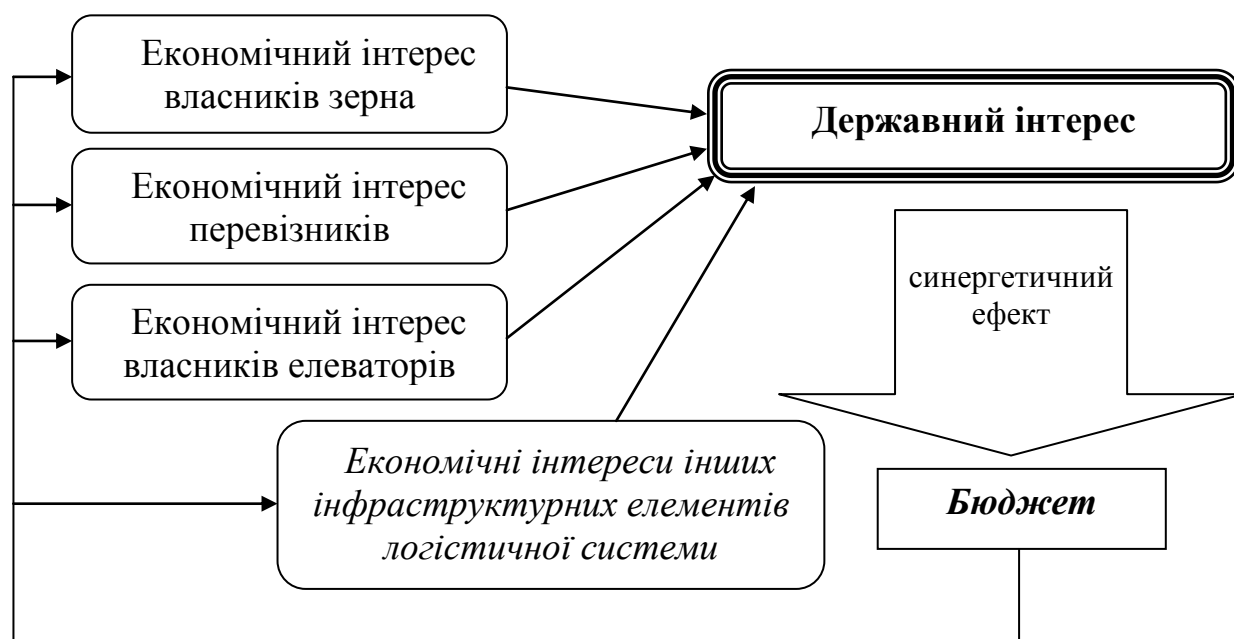 Економічний інтерес
власників зерна
Державний інтерес
Економічний інтерес
перевізників
Економічний інтерес
власників елеваторів
синергетичний
ефект
Економічні інтереси інших
інфраструктурних елементів
логістичної системи
Бюджет